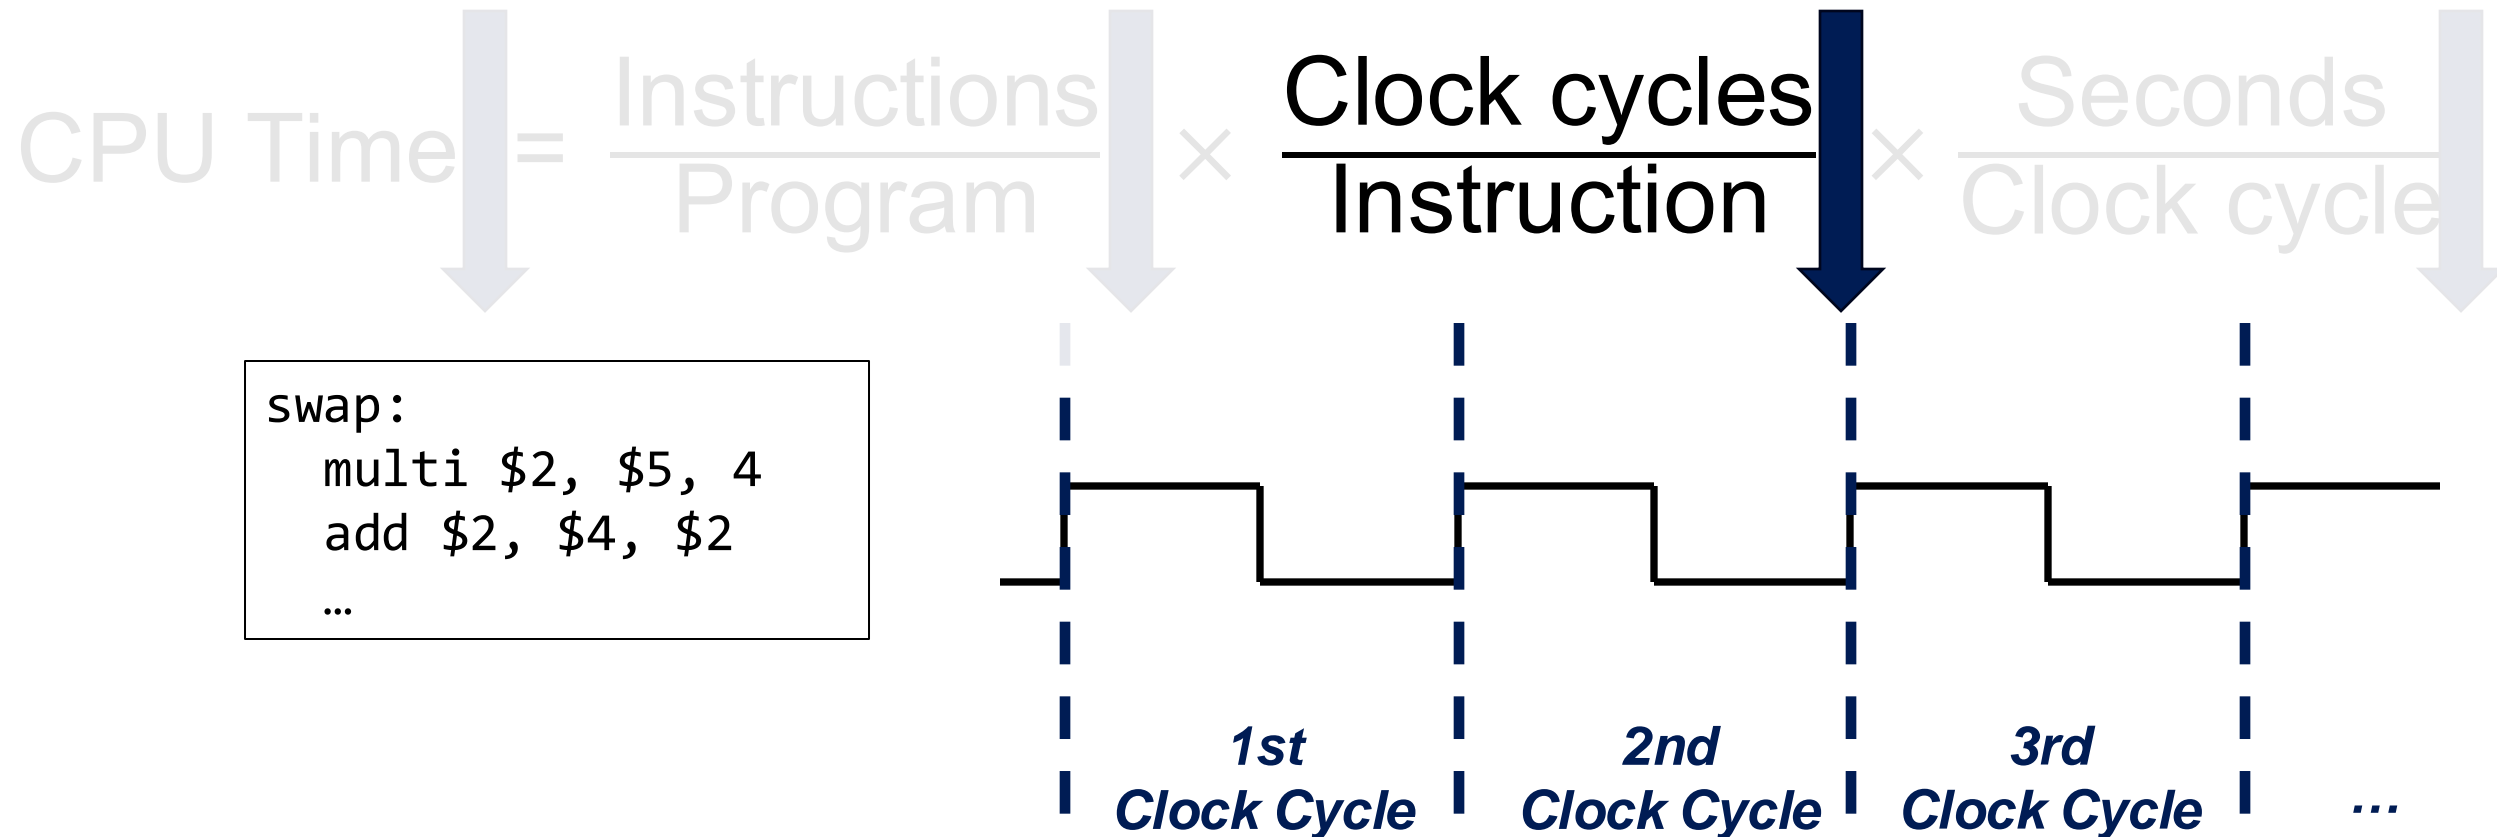 CPU Time = Instructions / Program × Clock cycles / Instruction × Seconds / Clock cycle
swap:
multi $2, $5, 4
add $2, $4, $2
…
1st
Clock Cycle
2nd
Clock Cycle
3rd
Clock Cycle
...